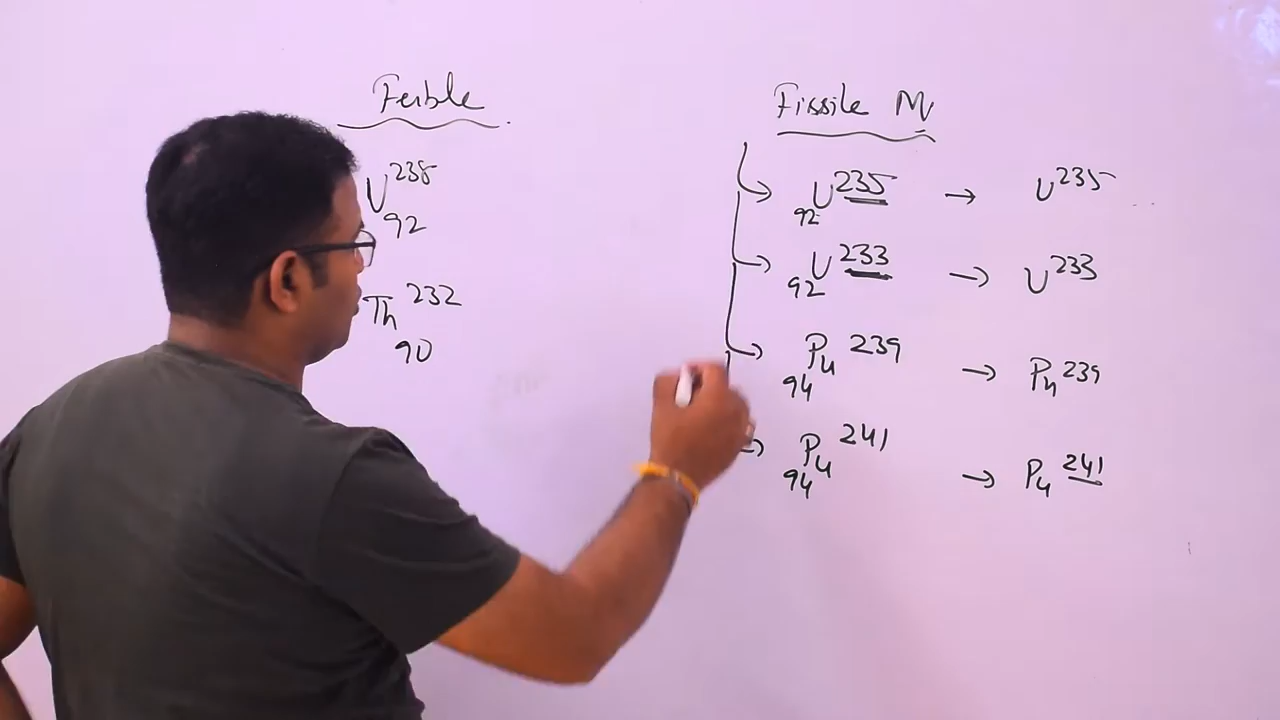 Fertile
U 238
92
Th 232
90
Fissile M
92 U 235 → U 235
92 U 233 → U 233
94 Pu 239 → Pu 239
94 Pu 241 → Pu 241